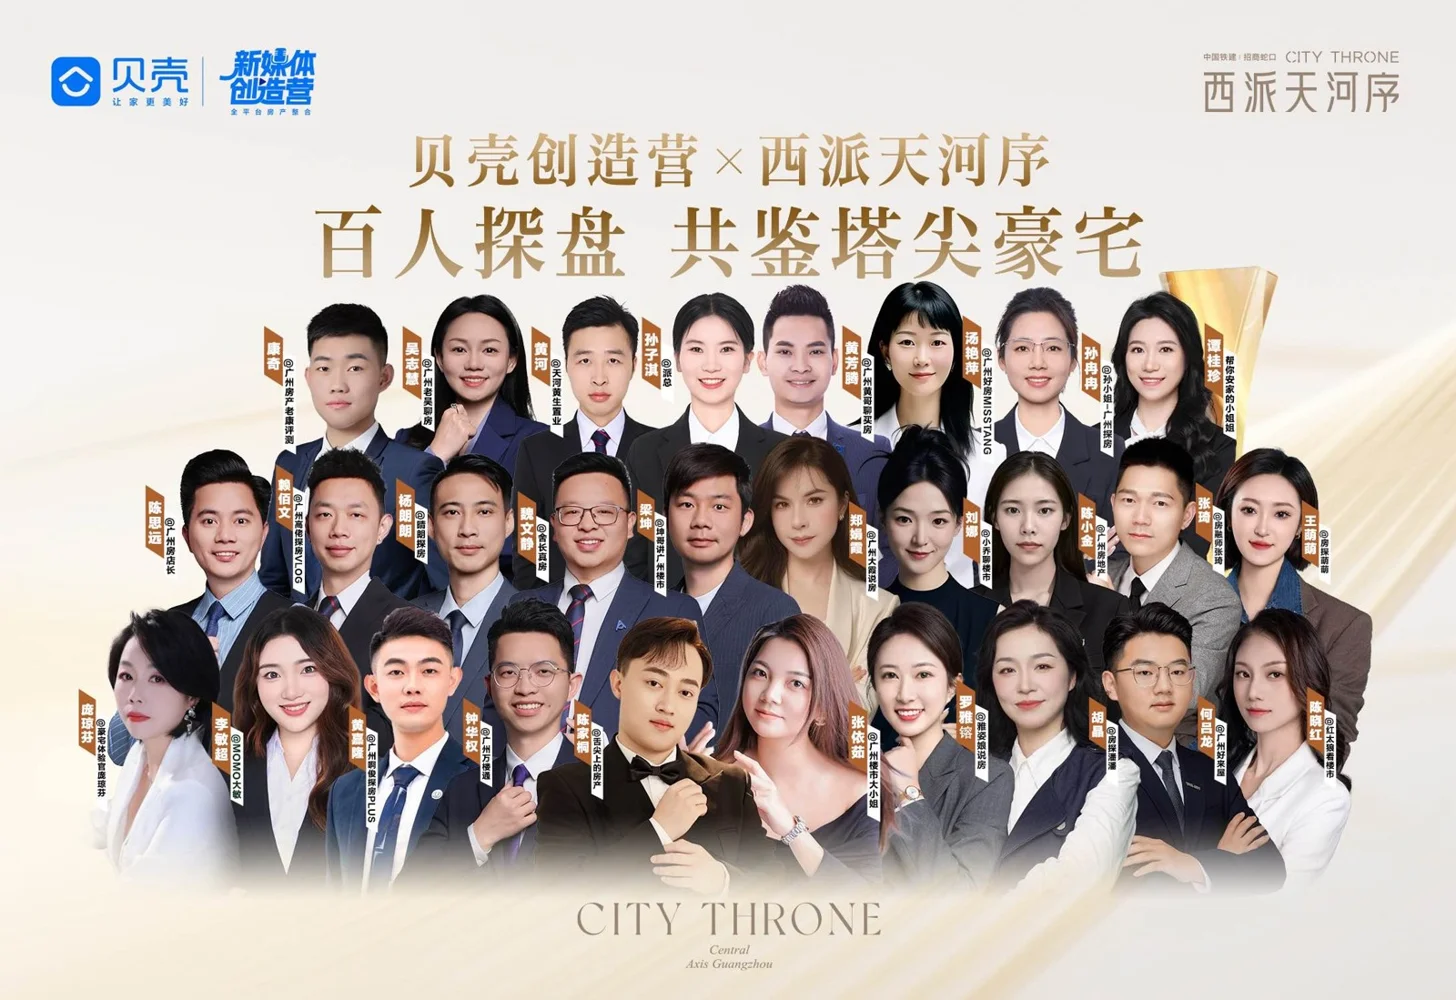 贝壳
让家更美好
新媒体
创造营
全平台房产整合
中国铁建 | 招商蛇口 CITY THRONE
西派天河序
贝壳创造营×西派天河序
百人探盘 共鉴塔尖豪宅
康奇
@广州房产老康评测
吴志慧
@广州老吴聊房
黄河
@天河黄生置业
孙子淇
@派总
黄芳腾
@广州黄哥聊买房
汤艳萍
@广州好房MISSTANG
孙冉冉
@孙小姐-广州探房
谭桂珍
帮你安家的小姐姐
陈思远
@广州房店长
赖佰文
@广州高佬探房VLOG
杨朗朗
@晴朗探房
魏文静
@舍长真房
梁坤
@坤哥讲广州楼市
郑嫦霞
@广州大霞说房
刘娜
@小乔聊楼市
陈小金
@广州房地产
张琦
@房融师张琦
王萌萌
@房探萌萌
庞琼芬
@豪宅体验官庞琼芬
李敏超
@MOMO大敏
黄嘉隆
@广州啊俊探房PLUS
钟华权
@广州万楼通
陈家桐
@舌尖上的房产
张依茹
@广州楼市大小姐
罗雅镕
@雅姿娘说房
胡晶
@房探潘潘
何吕龙
@广州好来屋
陈晓红
@红太狼看楼市
CITY THRONE
Central
Axis Guangzhou